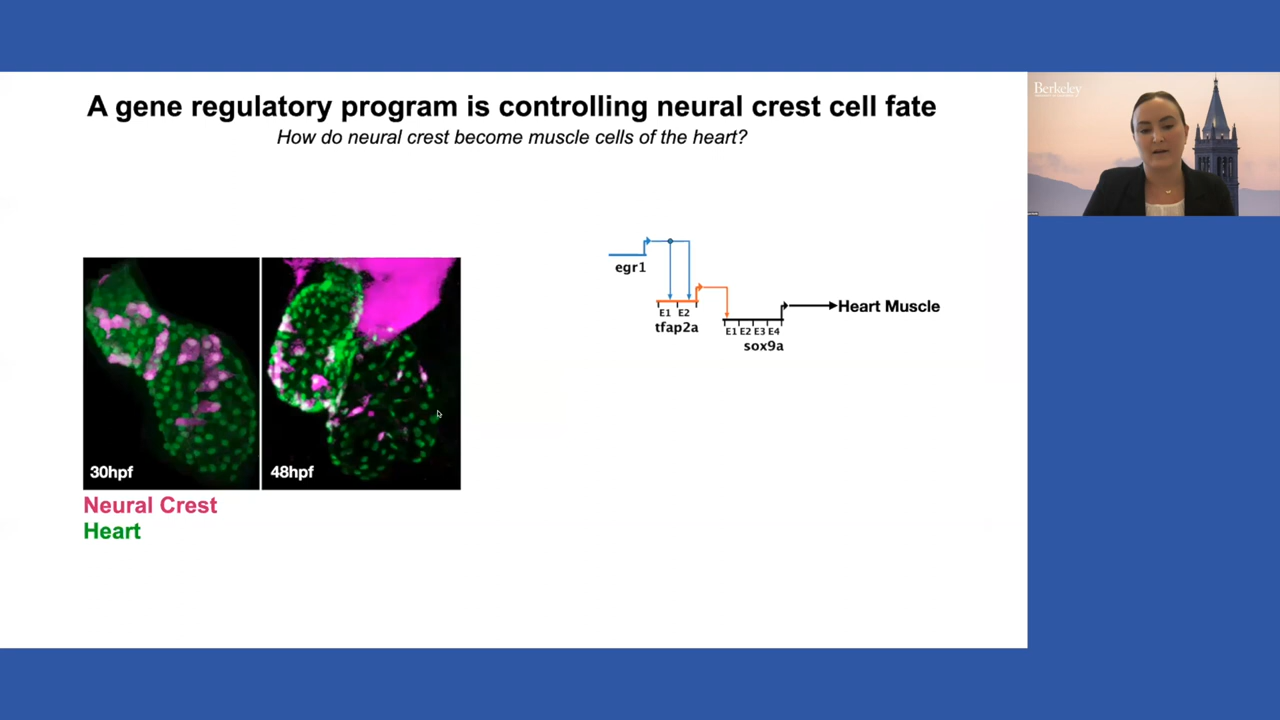 A gene regulatory program is controlling neural crest cell fate
How do neural crest become muscle cells of the heart?
Berkeley
egr1
E1 E2
tfap2a
E1 E2 E3 E4
sox9a
Heart Muscle
30hpf
48hpf
Neural Crest
Heart